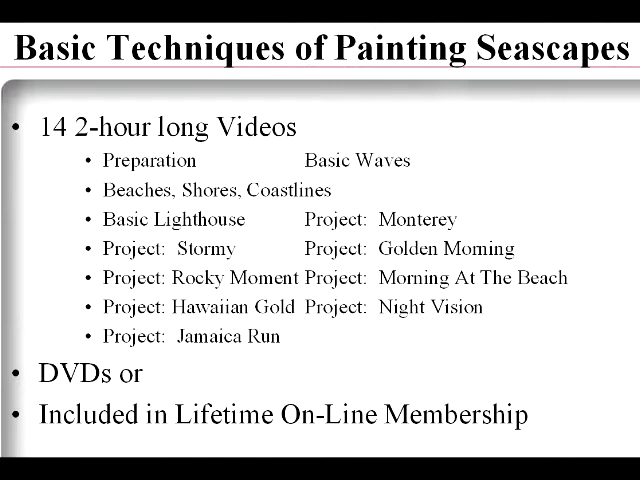 Basic Techniques of Painting Seascapes
• 14 2-hour long Videos
• Preparation Basic Waves
• Beaches, Shores, Coastlines
• Basic Lighthouse Project: Monterey
• Project: Stormy Project: Golden Morning
• Project: Rocky Moment Project: Morning At The Beach
• Project: Hawaiian Gold Project: Night Vision
• Project: Jamaica Run
• DVDs or
• Included in Lifetime On-Line Membership